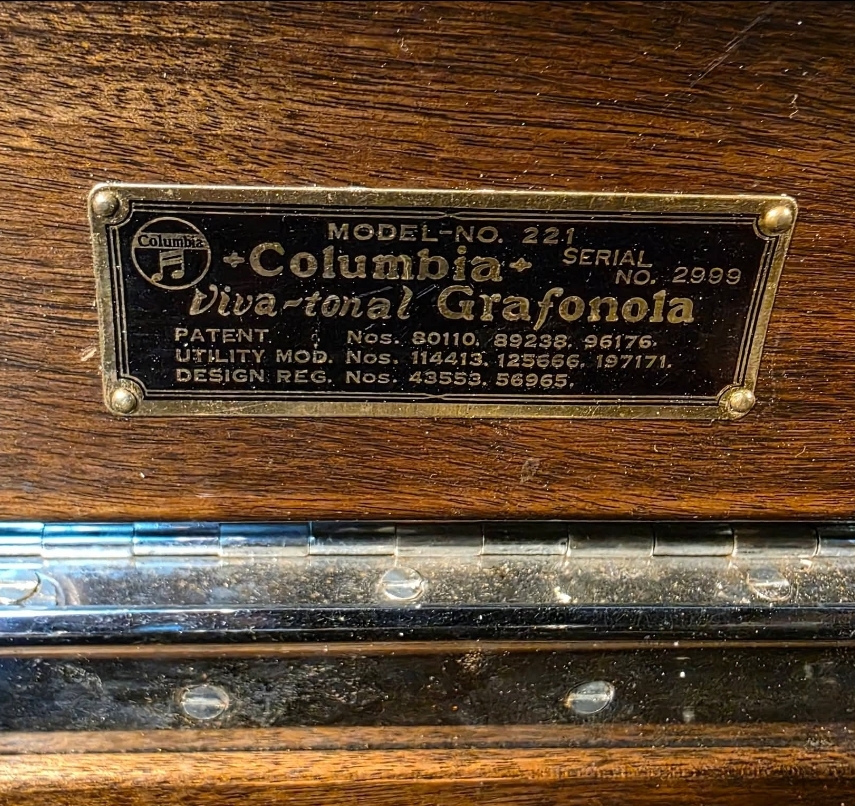 MODEL-NO. 221
Columbia
Columbia
SERIAL
NO. 2999
Viva-tonal Grafonola
PATENT Nos. 80110. 89238. 96176.
UTILITY MOD. Nos. 114413. 125666. 197171.
DESIGN REG. Nos. 43553. 56965.